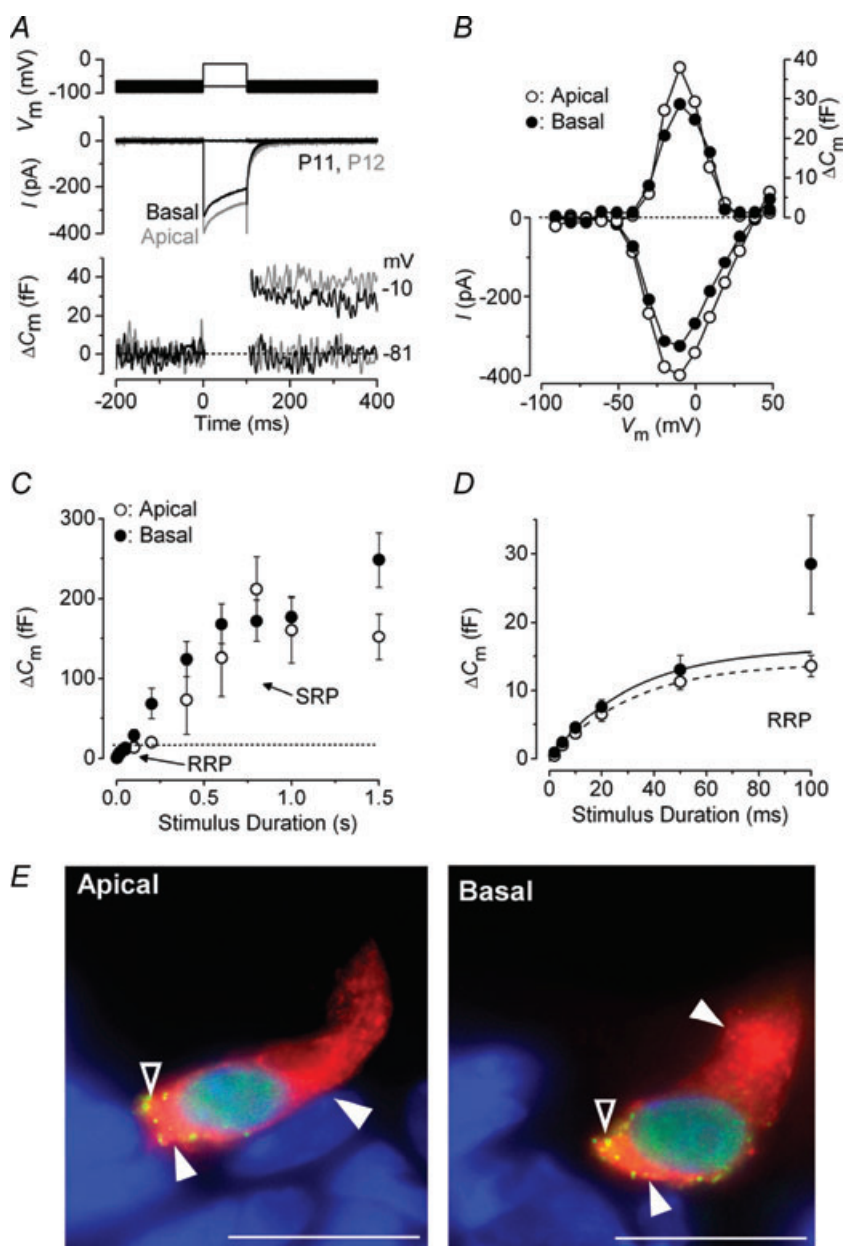 A
0
-100
V_m (mV)
0
-200
-400
I (pA)
P11, P12
Basal
Apical
40
20
0
ΔC_m (fF)
mV
-10
-81
-200
0
200
400
Time (ms)
B
○: Apical
●: Basal
40
30
20
10
0
ΔC_m (fF)
0
-200
-400
I (pA)
-100
-50
0
50
V_m (mV)
C
○: Apical
●: Basal
300
200
100
0
ΔC_m (fF)
SRP
RRP
0.0
0.5
1.0
1.5
Stimulus Duration (s)
D
30
20
10
0
ΔC_m (fF)
RRP
0
20
40
60
80
100
Stimulus Duration (ms)
E
Apical
Basal